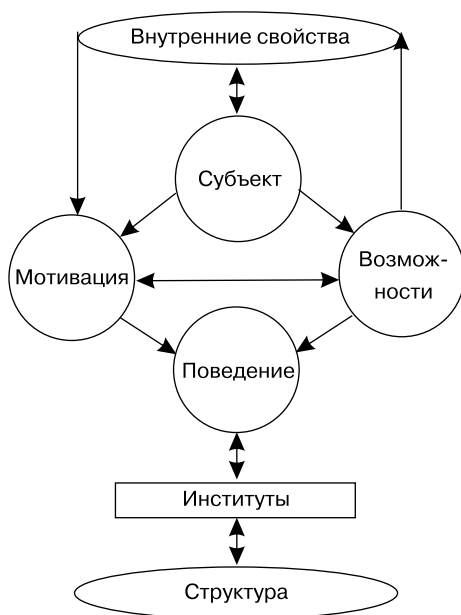 Внутренние свойства
Субъект
Мотивация
Возмож-
ности
Поведение
Институты
Структура